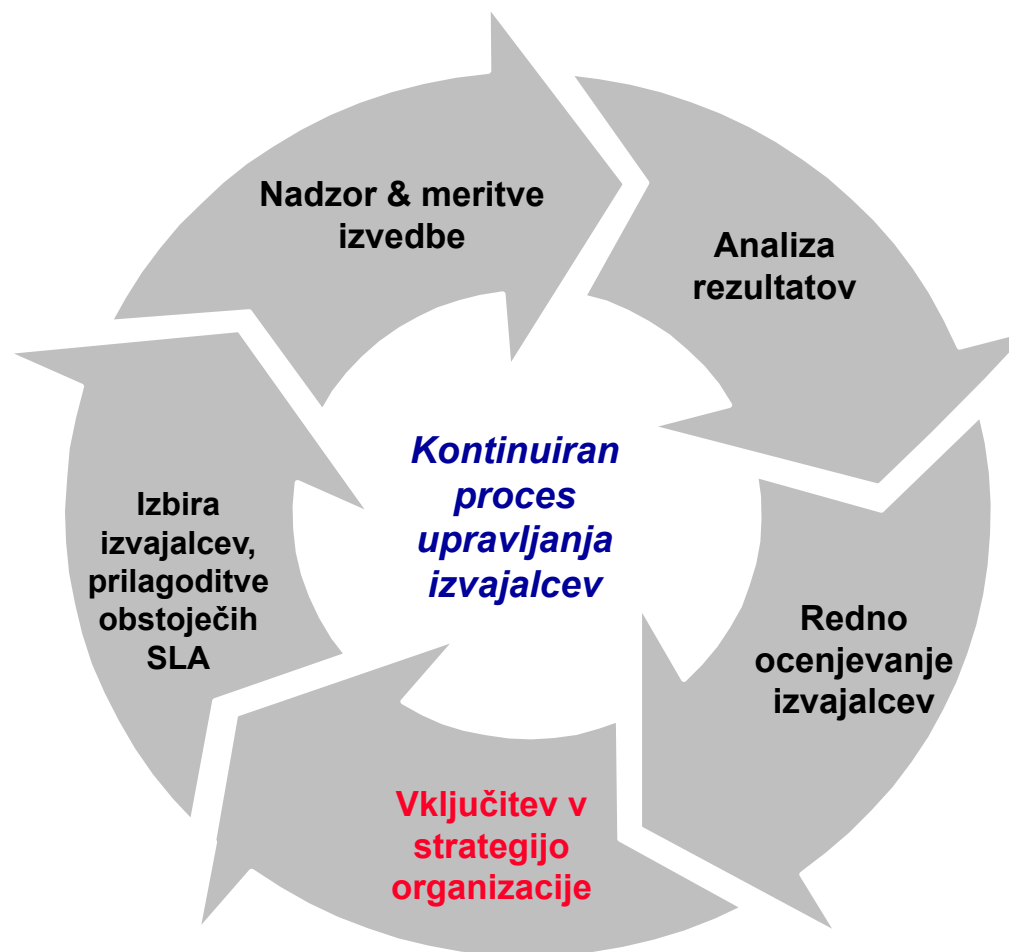 Nadzor & meritve
izvedbe
Analiza
rezultatov
Kontinuiran
proces
upravljanja
izvajalcev
Izbira
izvajalcev,
prilagoditve
obstoječih
SLA
Redno
ocenjevanje
izvajalcev
Vključitev v
strategijo
organizacije